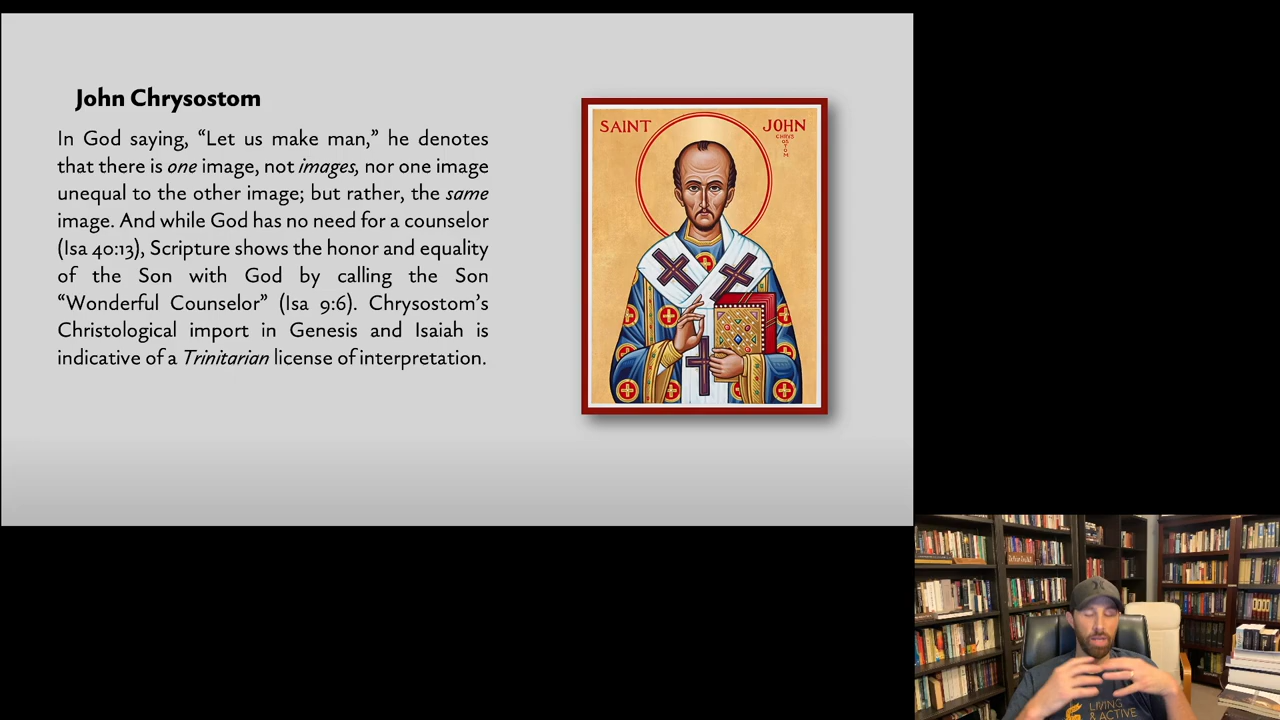 John Chrysostom
In God saying, “Let us make man,” he denotes
that there is one image, not images, nor one image
unequal to the other image; but rather, the same
image. And while God has no need for a counselor
(Isa 40:13), Scripture shows the honor and equality
of the Son with God by calling the Son
“Wonderful Counselor” (Isa 9:6). Chrysostom’s
Christological import in Genesis and Isaiah is
indicative of a Trinitarian license of interpretation.
SAINT JOHN
CHRYS
OS
T
O
M
LIVING
& ACTIVE